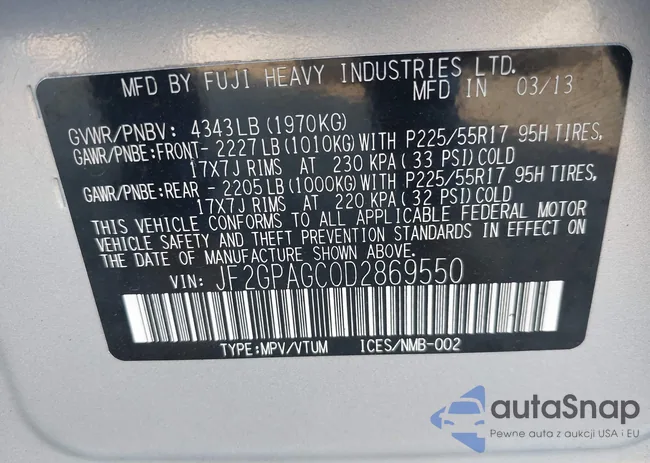 MFD BY FUJI HEAVY INDUSTRIES LTD.
MFD IN 03/13
GVWR/PNBV: 4343LB(1970KG)
GAWR/PNBE:FRONT-2227LB(1010KG)WITH P225/55R17 95H TIRES,
17X7J RIMS AT 230 KPA(33 PSI)COLD
GAWR/PNBE:REAR -2205LB(1000KG)WITH P225/55R17 95H TIRES,
17X7J RIMS AT 220 KPA(32 PSI)COLD
THIS VEHICLE CONFORMS TO ALL APPLICABLE FEDERAL MOTOR
VEHICLE SAFETY AND THEFT PREVENTION STANDARDS IN EFFECT ON
THE DATE OF MANUFACTURE SHOWN ABOVE.
VIN: JF2GPAGC0D2869550
TYPE:MPV/VTUM ICES/NMB-002
autaSnap
Pewne auta z aukcji USA i EU